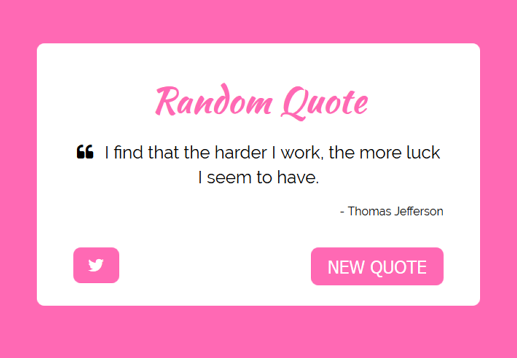 Random Quote
❝ I find that the harder I work, the more luck
I seem to have.
- Thomas Jefferson
NEW QUOTE